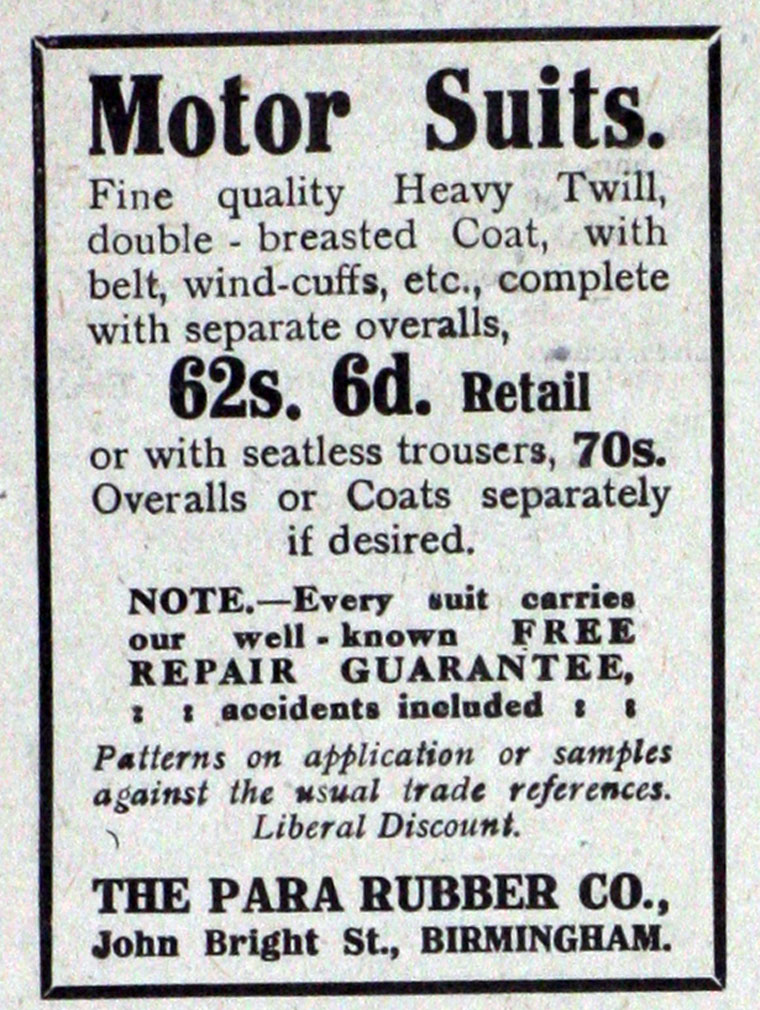 Motor Suits.
Fine quality Heavy Twill,
double - breasted Coat, with
belt, wind-cuffs, etc., complete
with separate overalls,
62s. 6d. Retail
or with seatless trousers, 70s.
Overalls or Coats separately
if desired.
NOTE.—Every suit carries
our well - known FREE
REPAIR GUARANTEE,
: : accidents included : :
Patterns on application or samples
against the usual trade references.
Liberal Discount.
THE PARA RUBBER CO.,
John Bright St., BIRMINGHAM.